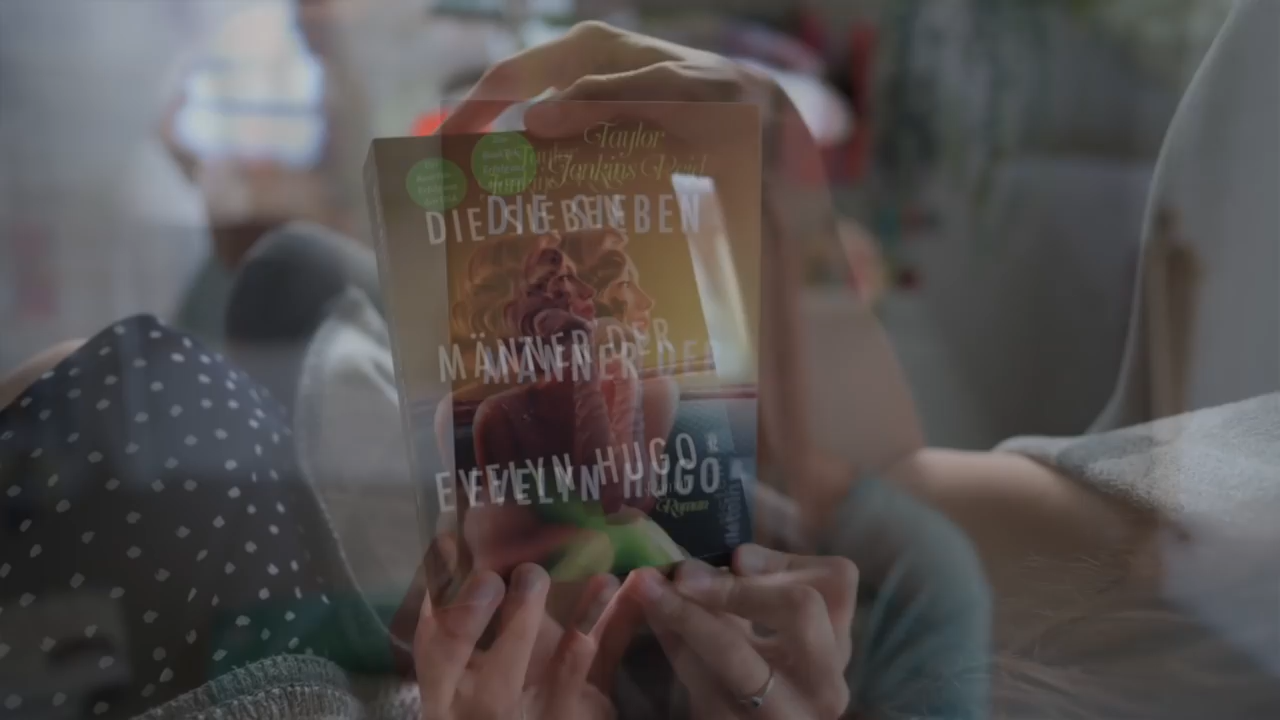 Taylor
Jenkins Reid
DIE SIEBEN
MÄNNER DER
EVELYN HUGO
Roman